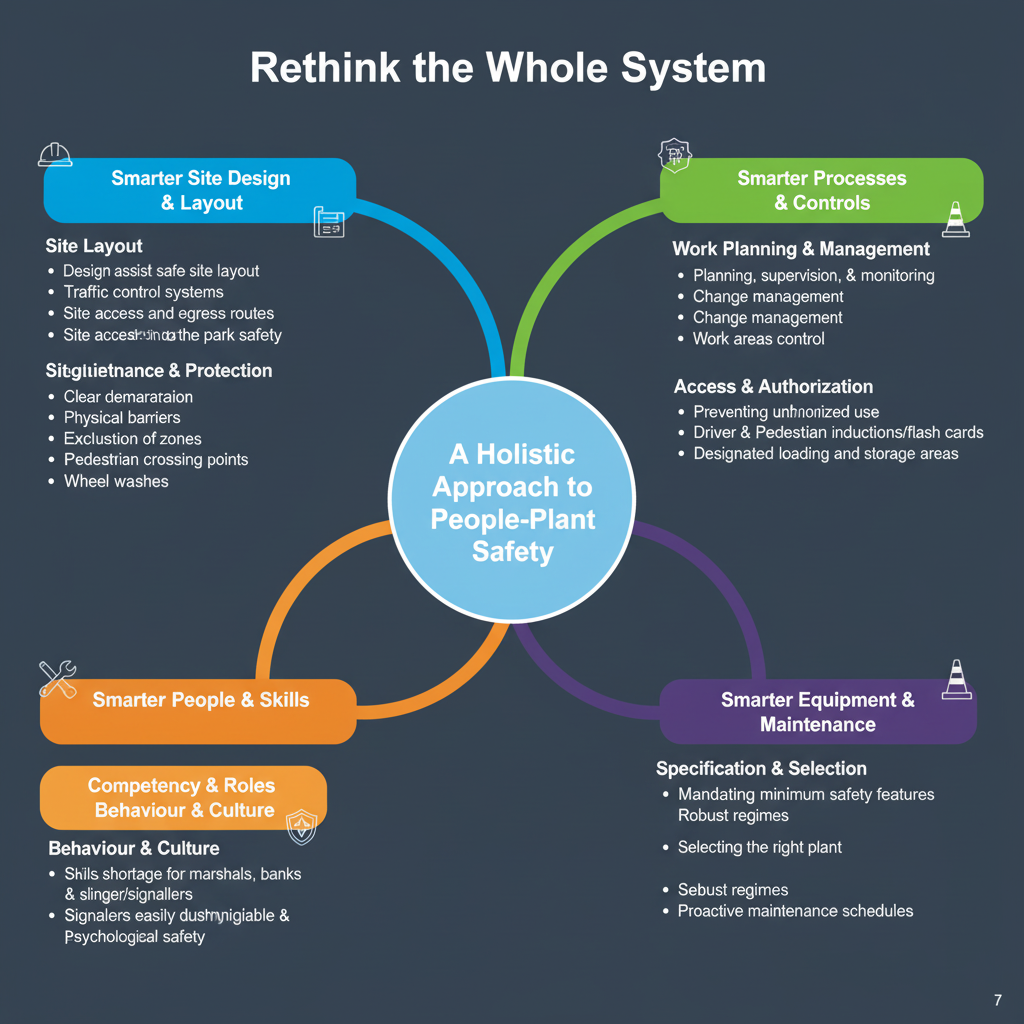 Rethink the Whole System
Smarter Site Design
& Layout
Site Layout
• Design assist safe site layout
• Traffic control systems
• Site access and egress routes
• Site the park safety
& Protection
• Clear demarataion
• Physical barriers
• Exclustion of zones
• Pedestrian crossing points
• Wheel washes
Smarter Processes
& Controls
Work Planning & Management
• Planning, supervision, & monitoring
• Change management
• Change management
• Work areas control
Access & Authorization
• Preventing use
• Driver & Pedestian inductions/flash cards
• Designated loading and storage areas
A Holistic
Approach to
People-Plant
Safety
Smarter People & Skills
Competency & Roles
Behaviour & Culture
Behaviour & Culture
• Skills shortage for marshals, banks
& slinger/signallers
• Signalers easily &
Psychological safety
Smarter Equipment &
Maintenance
Specification & Selection
• Mandating minimum safety features
Robust regimes
• Selecting the right plant
• Sebust regimes
• Proactive maintenance schedules
7